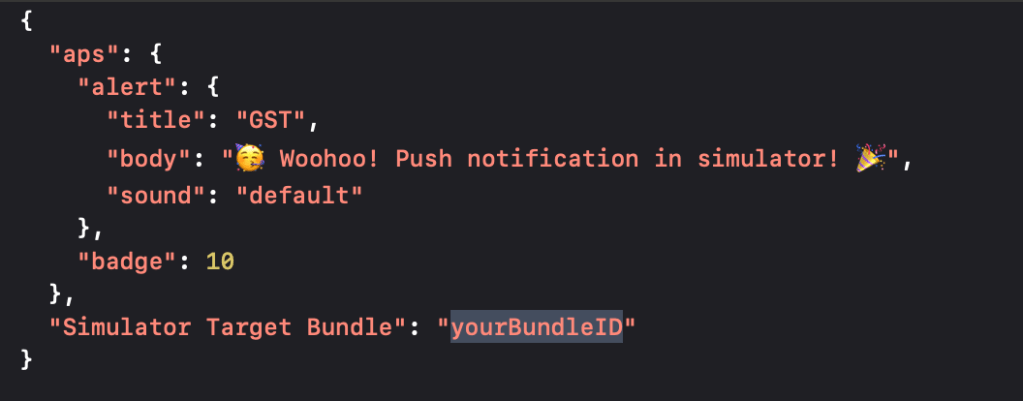 {
  "aps": {
    "alert": {
      "title": "GST",
      "body": "🥳 Woohoo! Push notification in simulator! 🎉",
      "sound": "default"
    },
    "badge": 10
  },
  "Simulator Target Bundle": "yourBundleID"
}